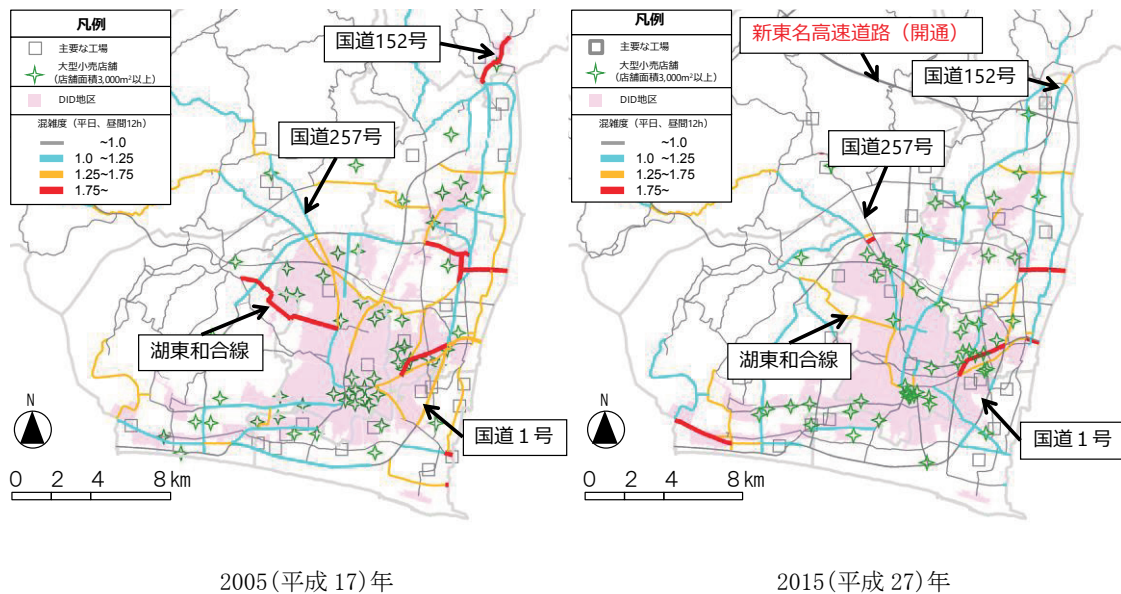 凡例
主要な工場
大型小売店舗
(店舗面積3,000m²以上)
DID地区
混雑度（平日、昼間12h）
~1.0
1.0 ~1.25
1.25~1.75
1.75~
国道152号
国道257号
湖東和合線
国道1号
N
0 2 4 8 km
2005(平成 17)年
凡例
主要な工場
大型小売店舗
(店舗面積3,000m²以上)
DID地区
混雑度（平日、昼間12h）
~1.0
1.0 ~1.25
1.25~1.75
1.75~
新東名高速道路（開通）
国道152号
国道257号
湖東和合線
国道1号
N
0 2 4 8 km
2015(平成 27)年